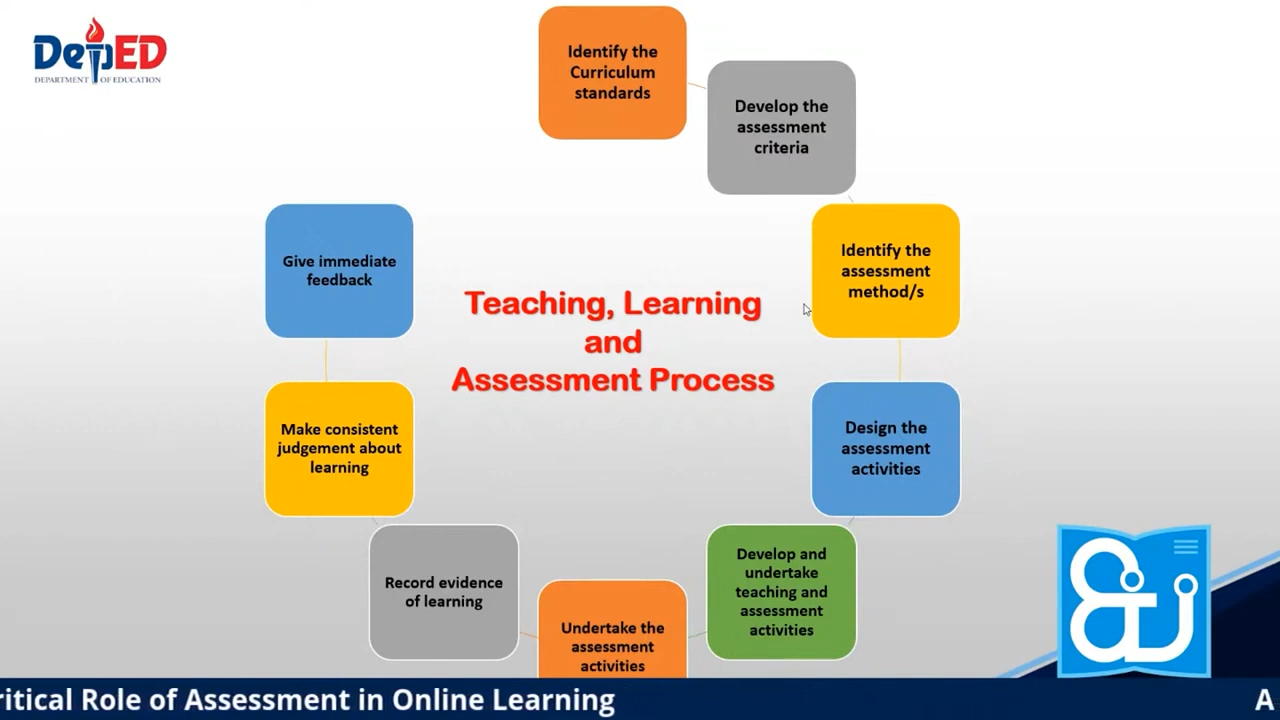 DepED
DEPARTMENT OF EDUCATION
Identify the
Curriculum
standards
Develop the
assessment
criteria
Identify the
assessment
method/s
Design the
assessment
activities
Develop and
undertake
teaching and
assessment
activities
Undertake the
assessment
activities
Record evidence
of learning
Make consistent
judgement about
learning
Give immediate
feedback
Teaching, Learning
and
Assessment Process
ritical Role of Assessment in Online Learning
A